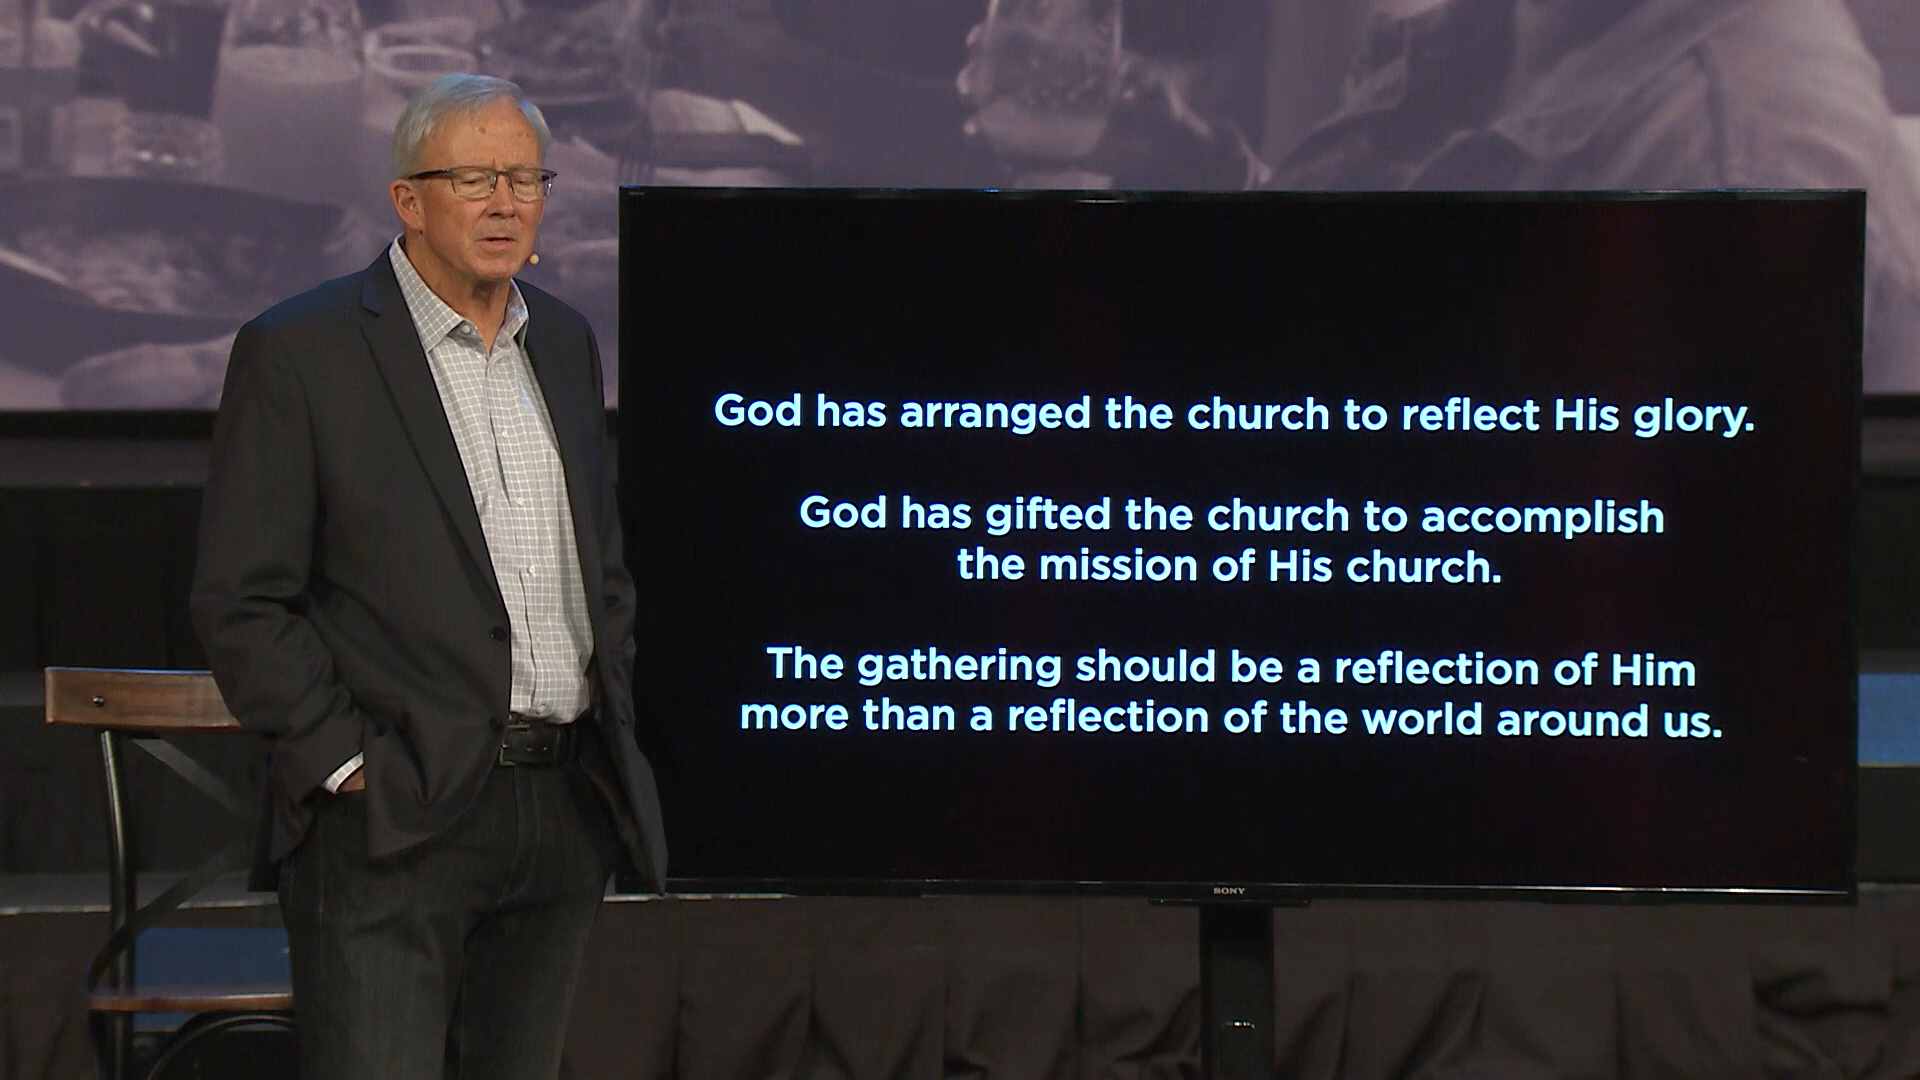 God has arranged the church to reflect His glory.
God has gifted the church to accomplish
the mission of His church.
The gathering should be a reflection of Him
more than a reflection of the world around us.
SONY